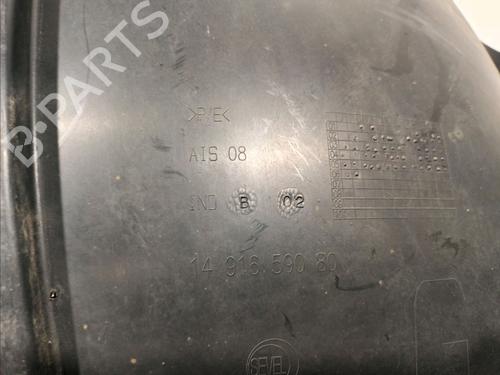 B-PARTS
>P/E<
AIS 08
IND B 02
14 916 590 80
SEVEL